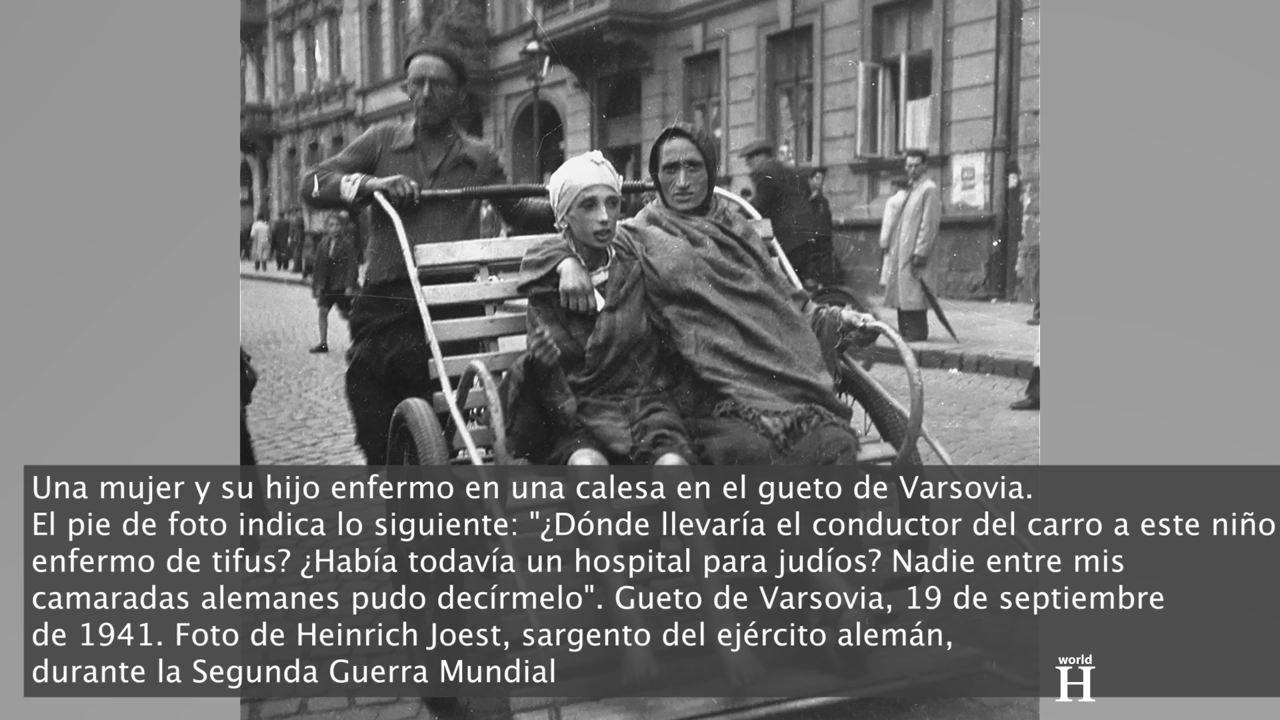 Una mujer y su hijo enfermo en una calesa en el gueto de Varsovia.
El pie de foto indica lo siguiente: "¿Dónde llevaría el conductor del carro a este niño
enfermo de tifus? ¿Había todavía un hospital para judíos? Nadie entre mis
camaradas alemanes pudo decírmelo". Gueto de Varsovia, 19 de septiembre
de 1941. Foto de Heinrich Joest, sargento del ejército alemán,
durante la Segunda Guerra Mundial
world
H